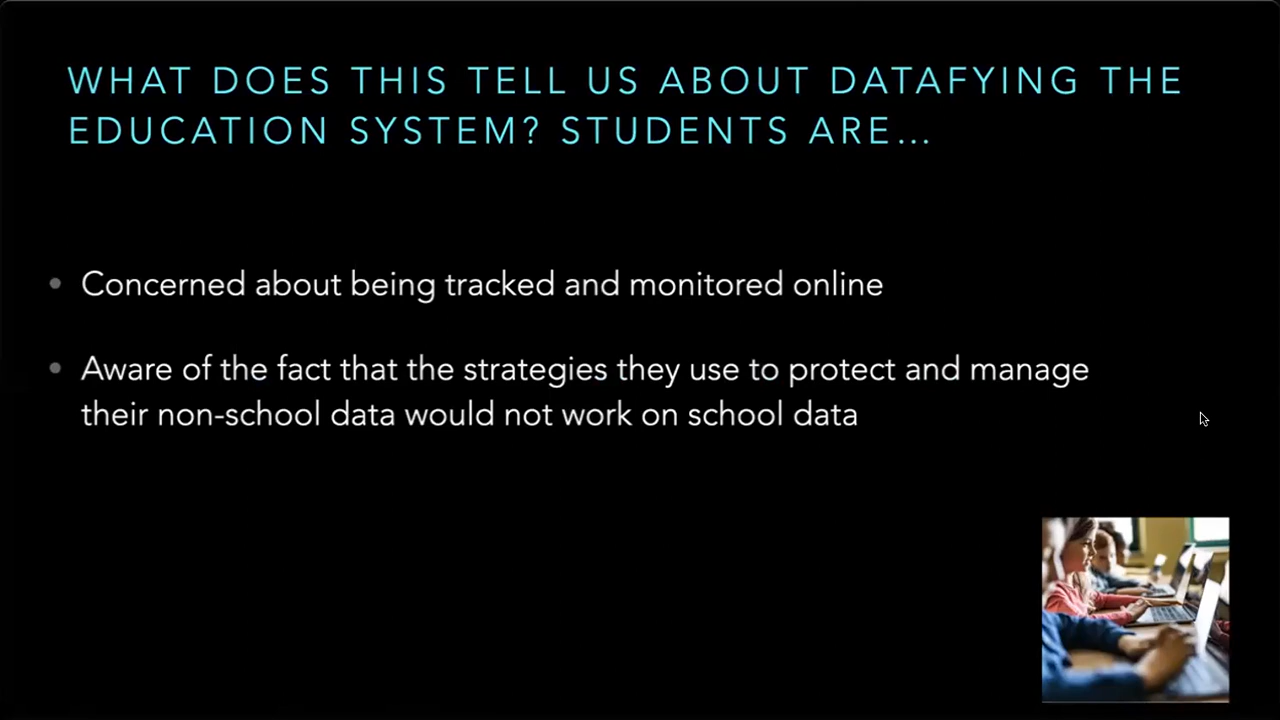 WHAT DOES THIS TELL US ABOUT DATAFYING THE
EDUCATION SYSTEM? STUDENTS ARE...
• Concerned about being tracked and monitored online
• Aware of the fact that the strategies they use to protect and manage
their non-school data would not work on school data